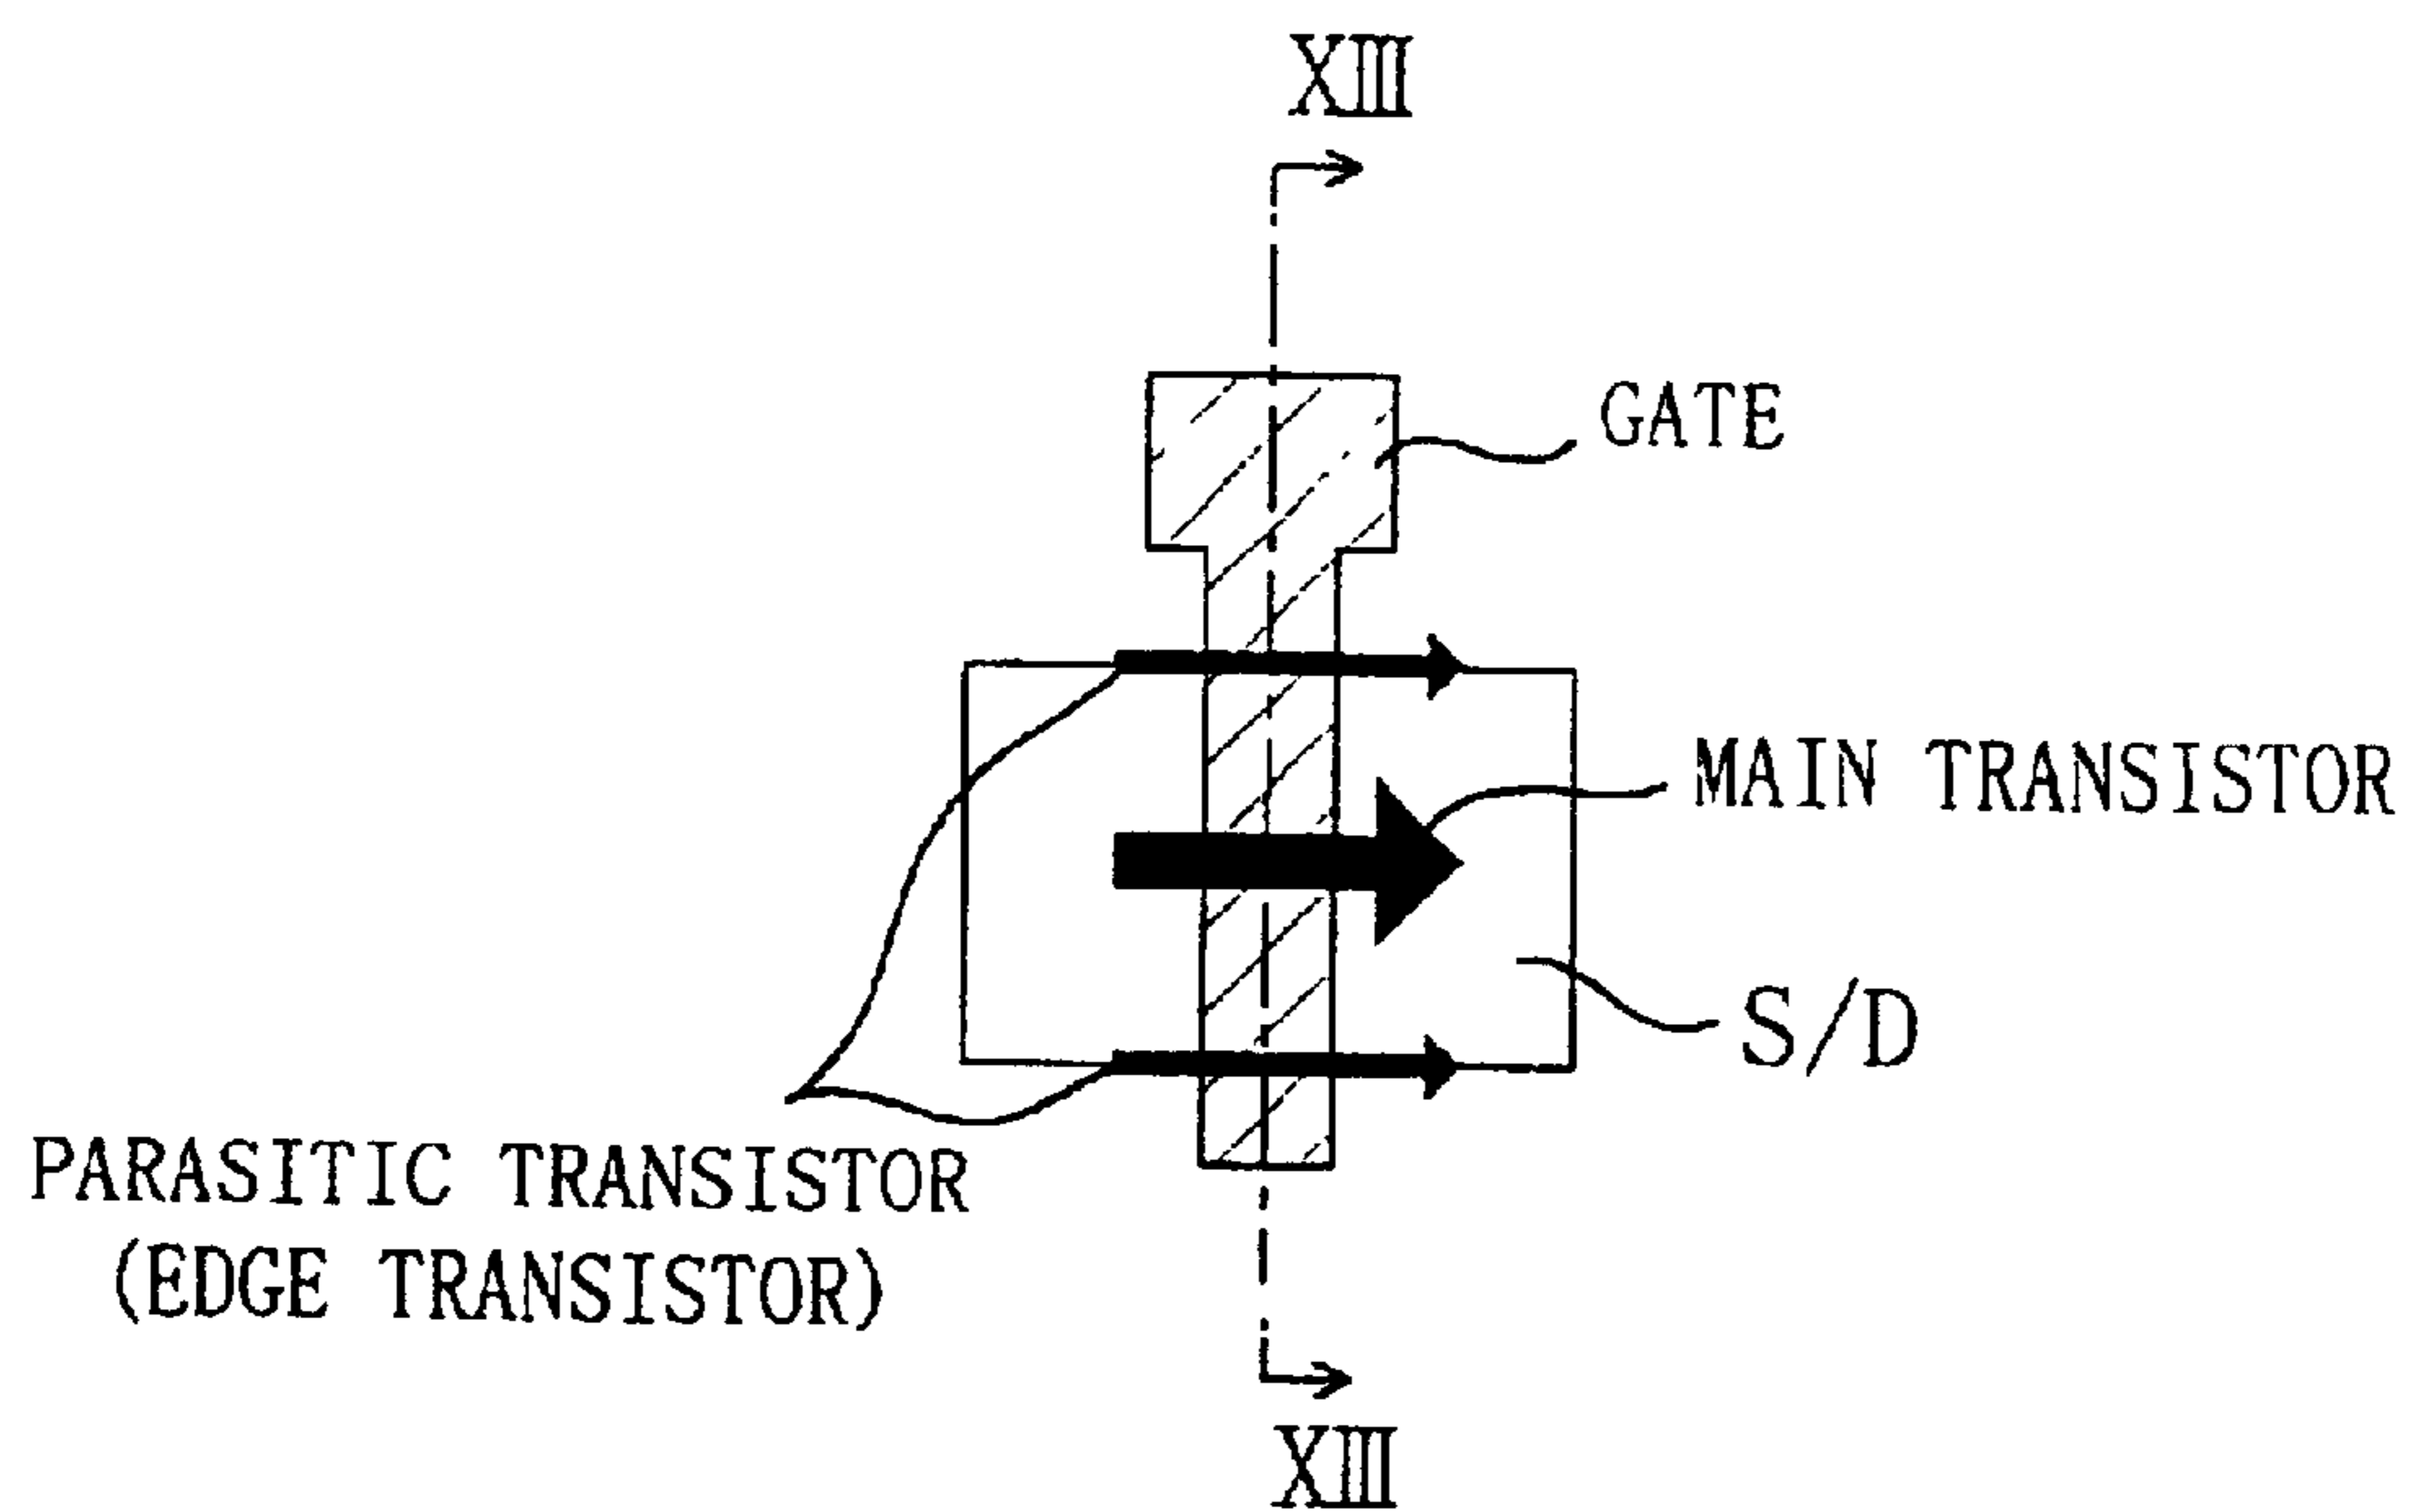 XIII
GATE
MAIN TRANSISTOR
S/D
PARASITIC TRANSISTOR
(EDGE TRANSISTOR)
XIII